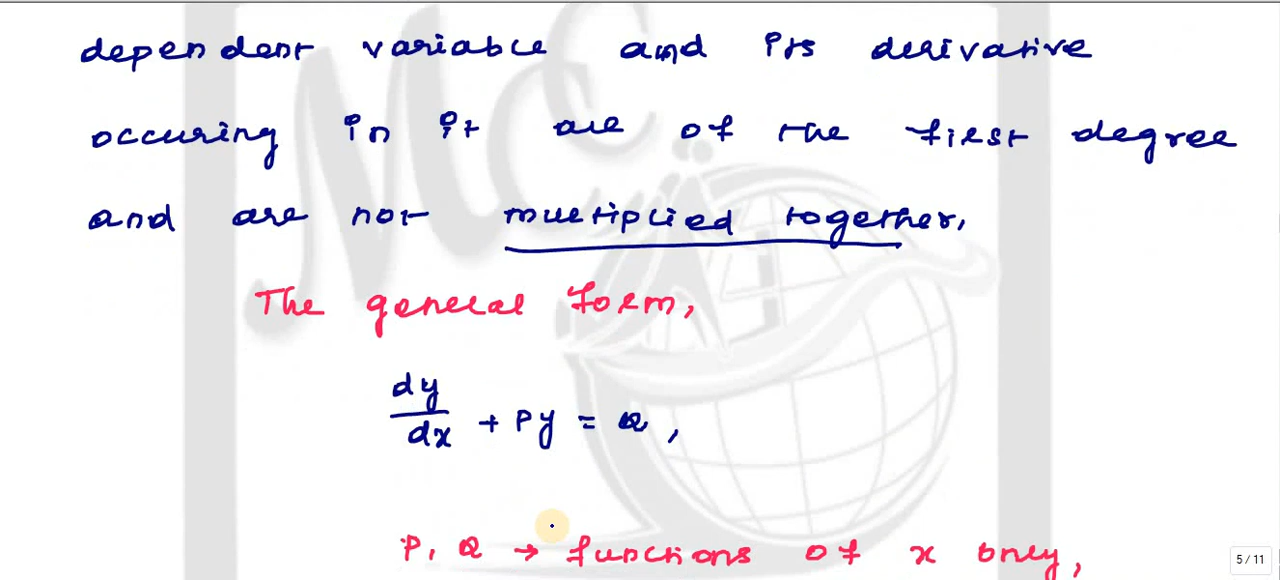 dependent variable and its derivative
occuring in it are of the first degree
and are not multiplied together,
The general form,
dy/dx + Py = Q,
P, Q → functions of x only,
5 / 11